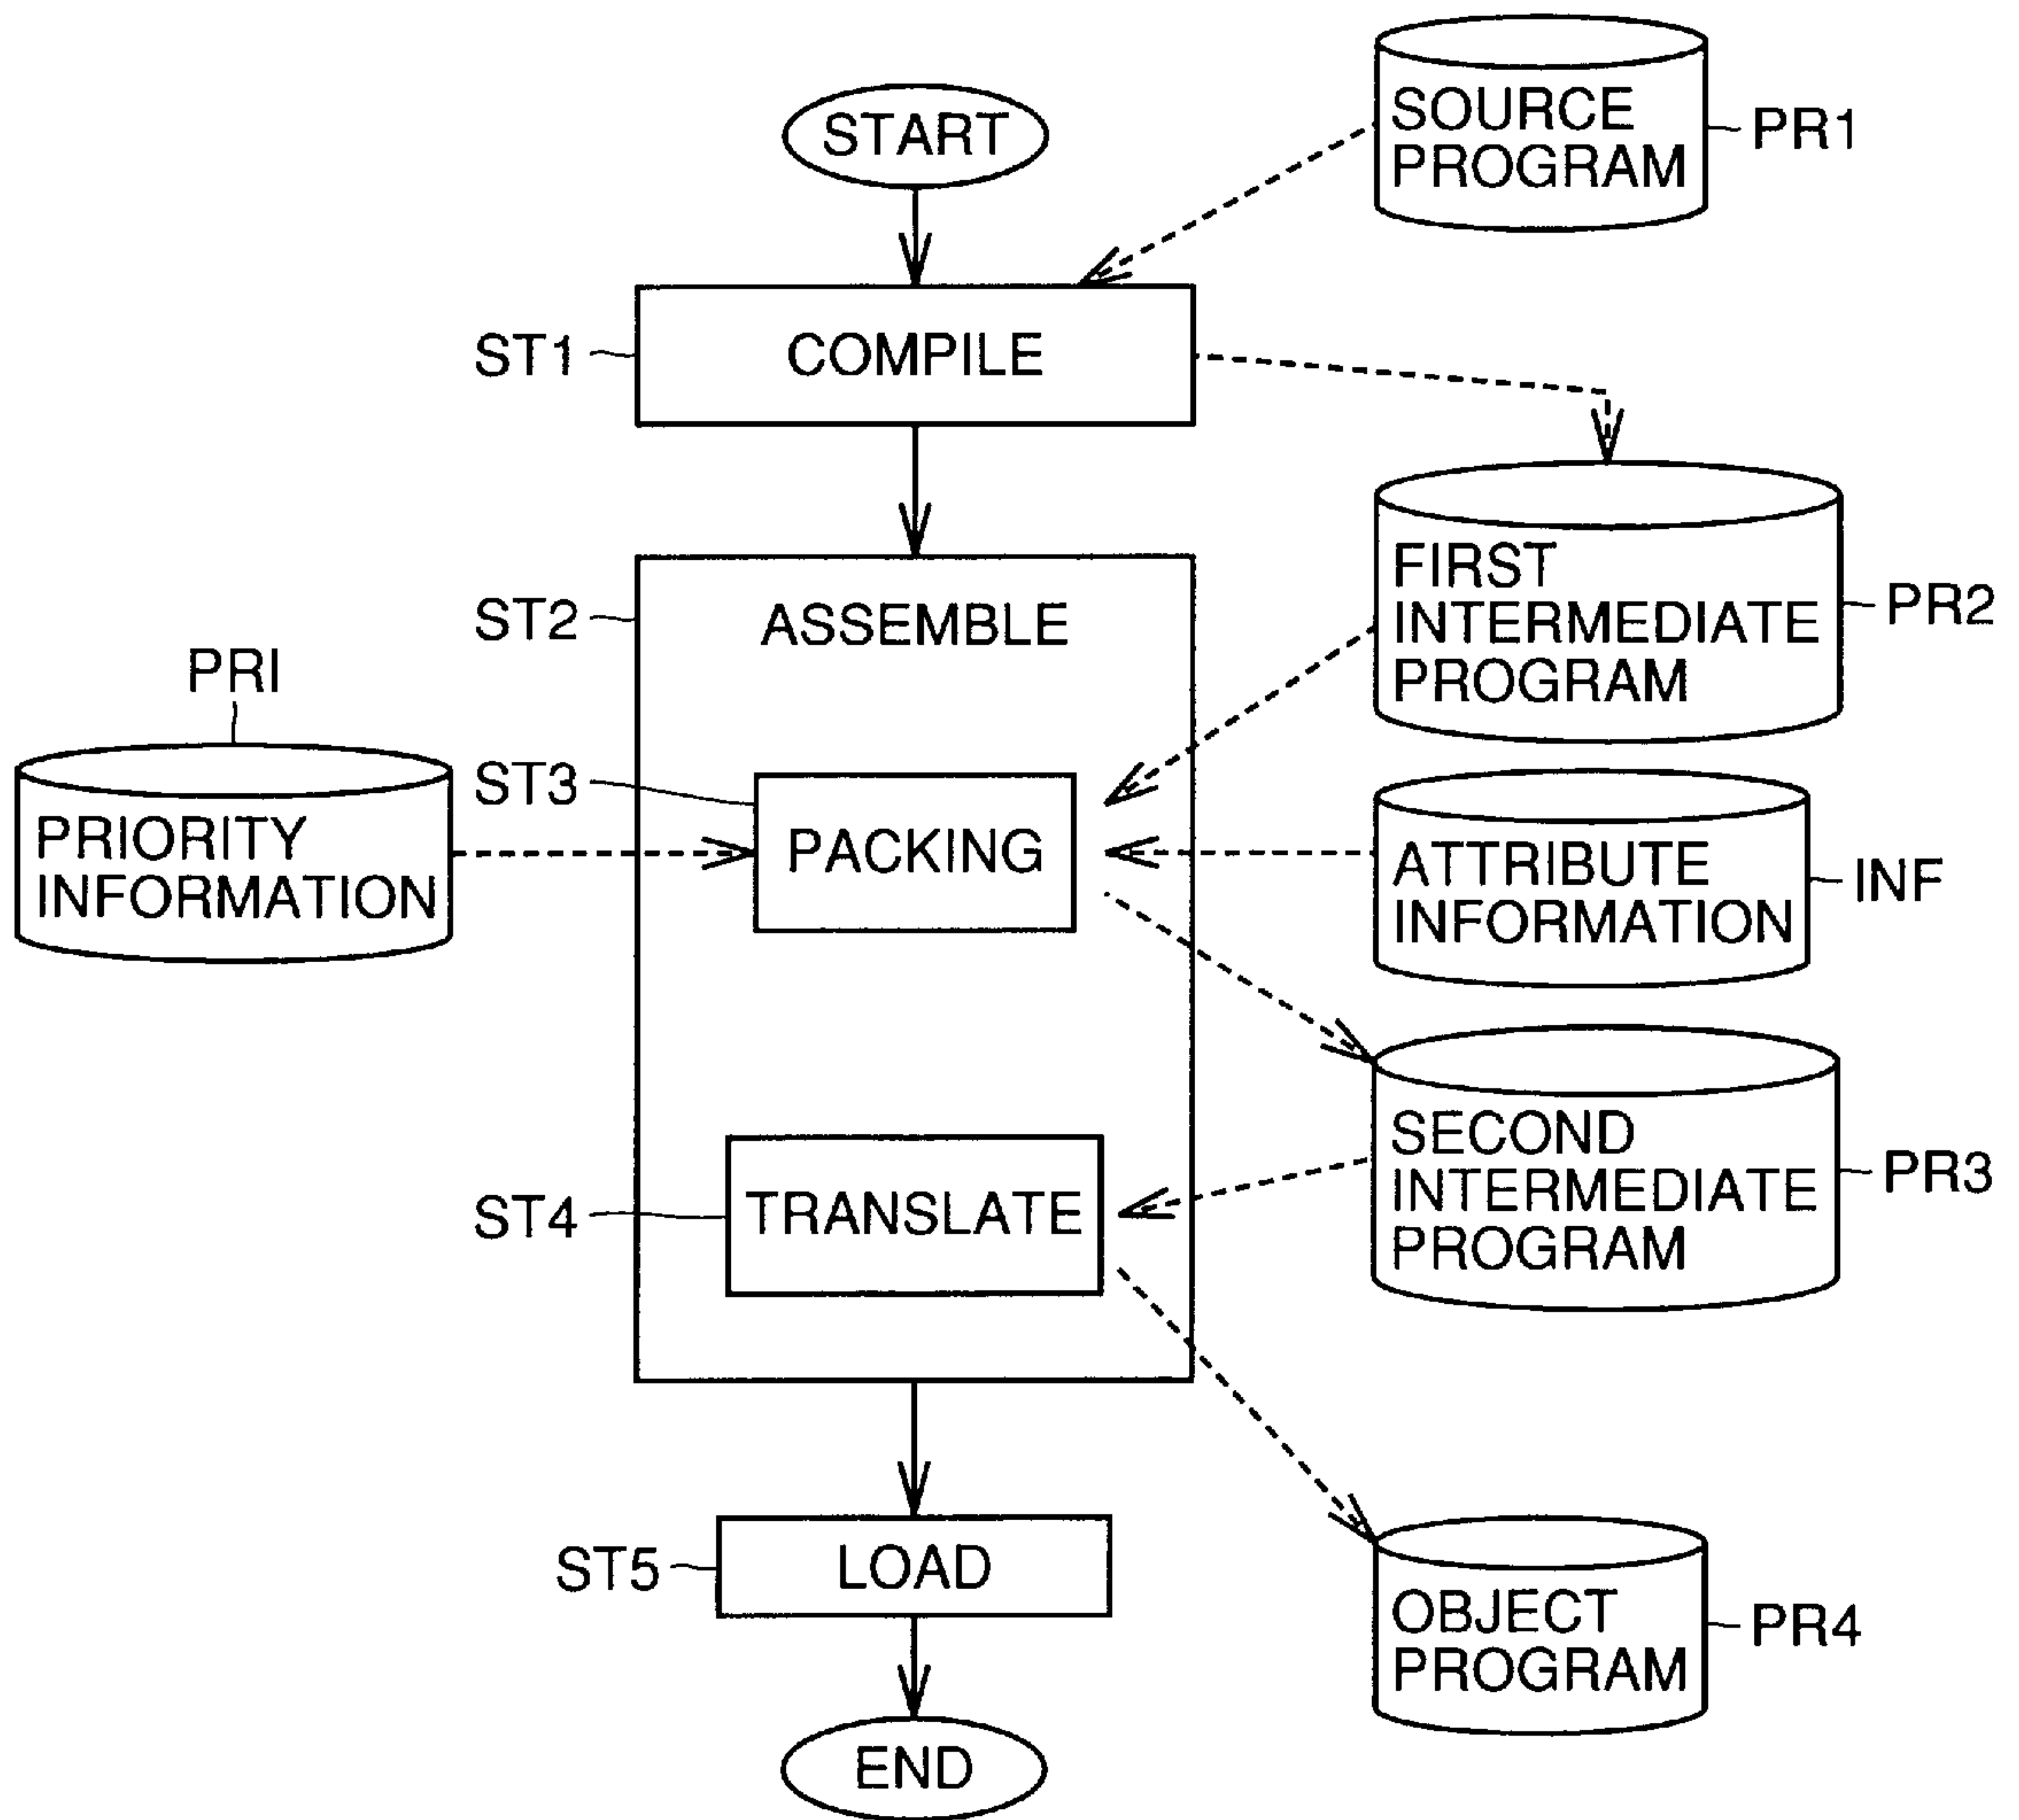 START
SOURCE
PROGRAM
PR1
ST1
COMPILE
ST2
ASSEMBLE
FIRST
INTERMEDIATE
PROGRAM
PR2
PRI
PRIORITY
INFORMATION
ST3
PACKING
ATTRIBUTE
INFORMATION
INF
SECOND
INTERMEDIATE
PROGRAM
PR3
ST4
TRANSLATE
ST5
LOAD
OBJECT
PROGRAM
PR4
END